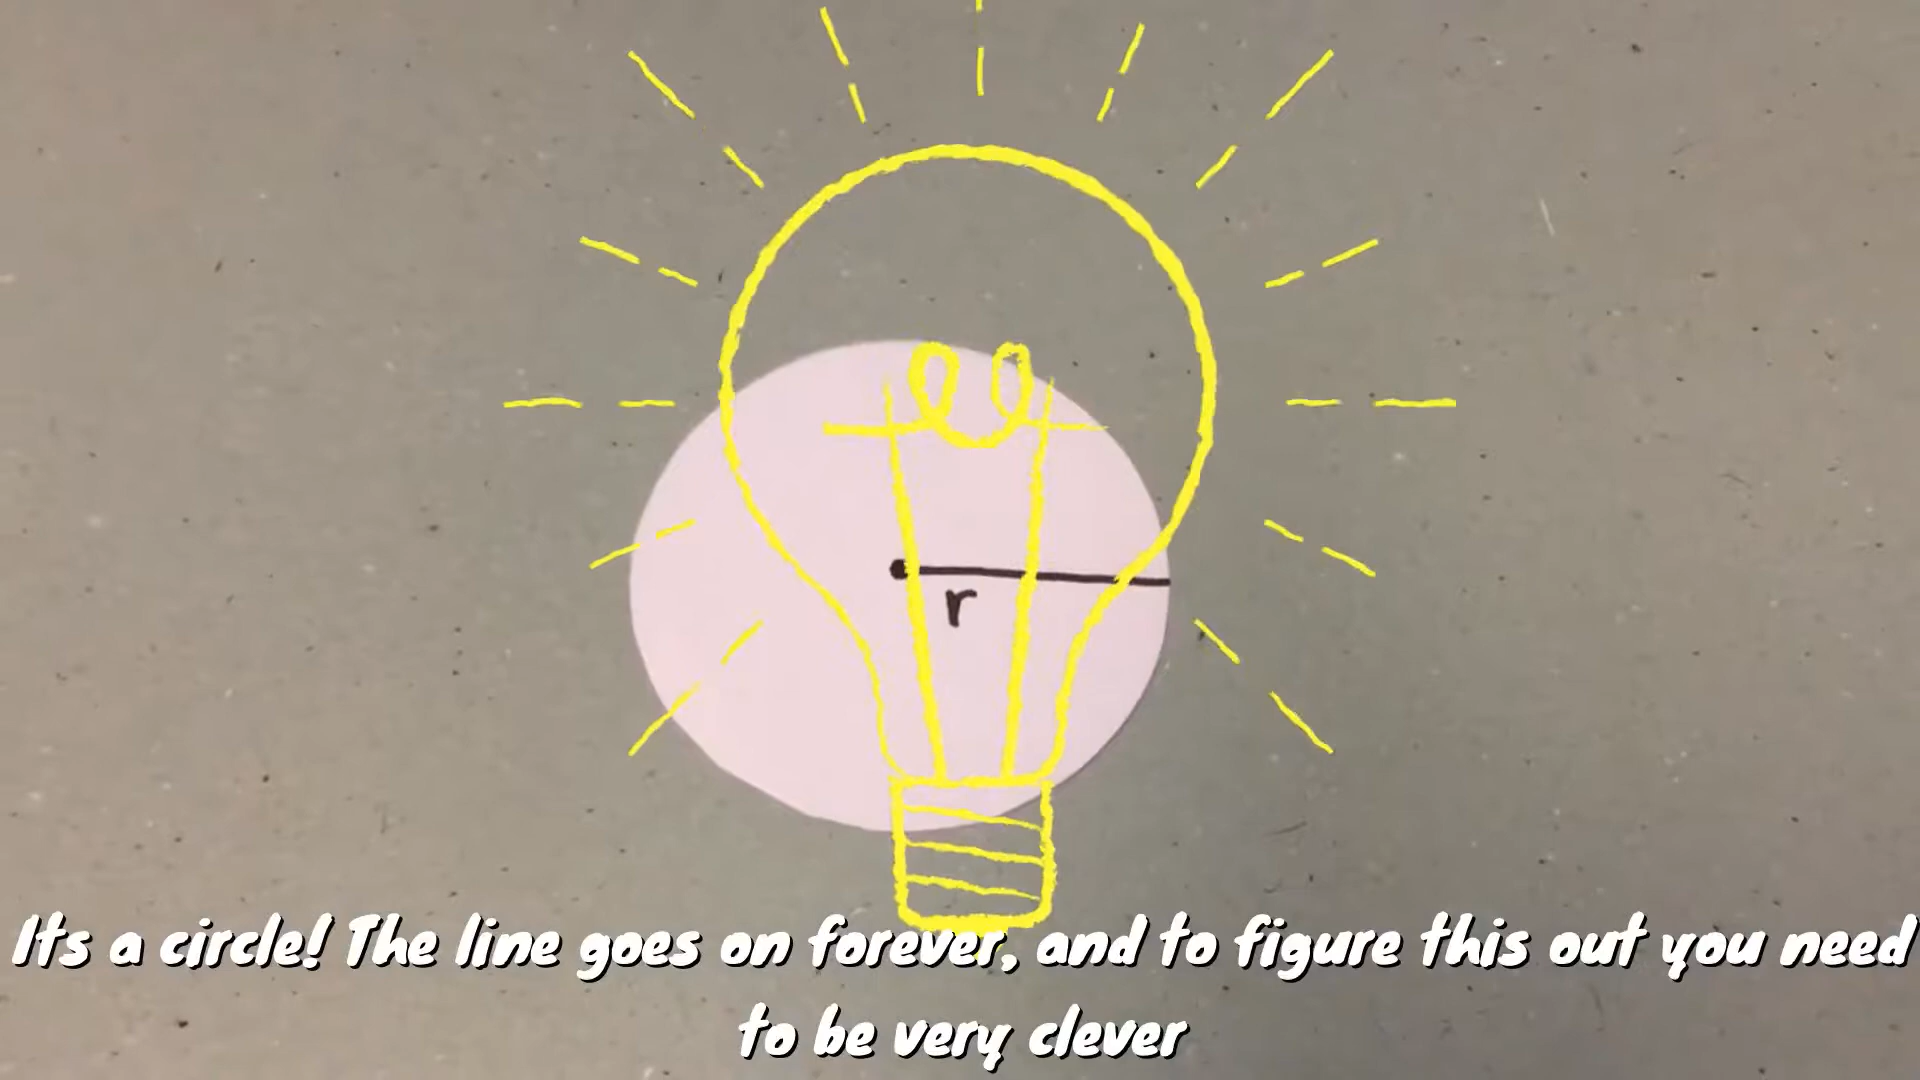 r
Its a circle! The line goes on forever, and to figure this out you need
to be very clever